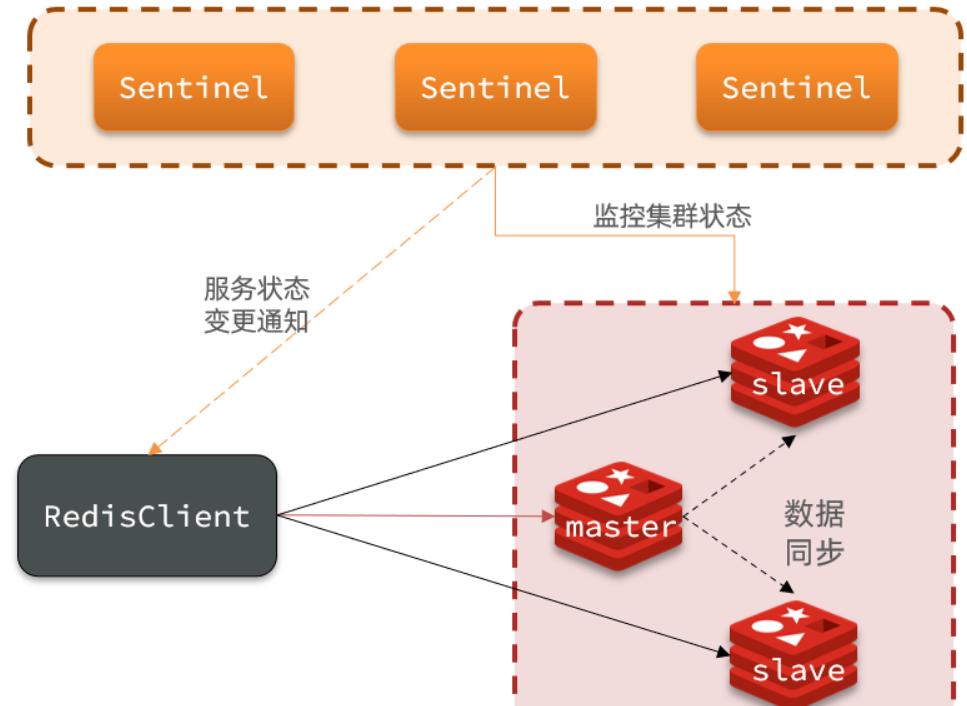 Sentinel
Sentinel
Sentinel
监控集群状态
服务状态
变更通知
slave
RedisClient
master
数据
同步
slave